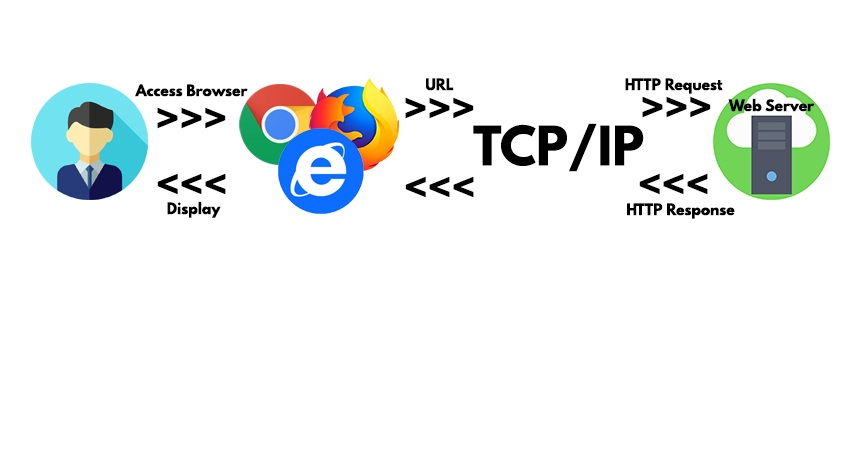 Access Browser
>>>
<<<
Display
URL
>>>
<<<
TCP/IP
HTTP Request
>>>
<<<
HTTP Response
Web Server